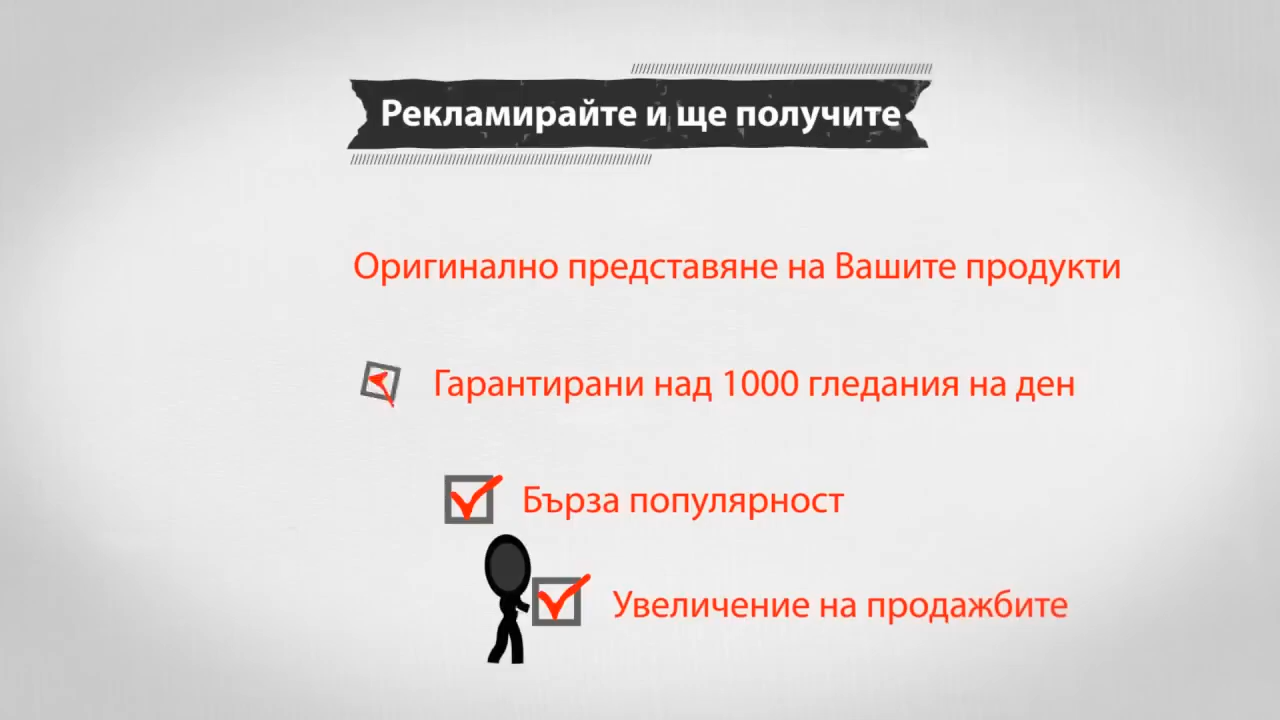 Рекламирайте и ще получите
Оригинално представяне на Вашите продукти
Гарантирани над 1000 гледания на ден
Бърза популярност
Увеличение на продажбите